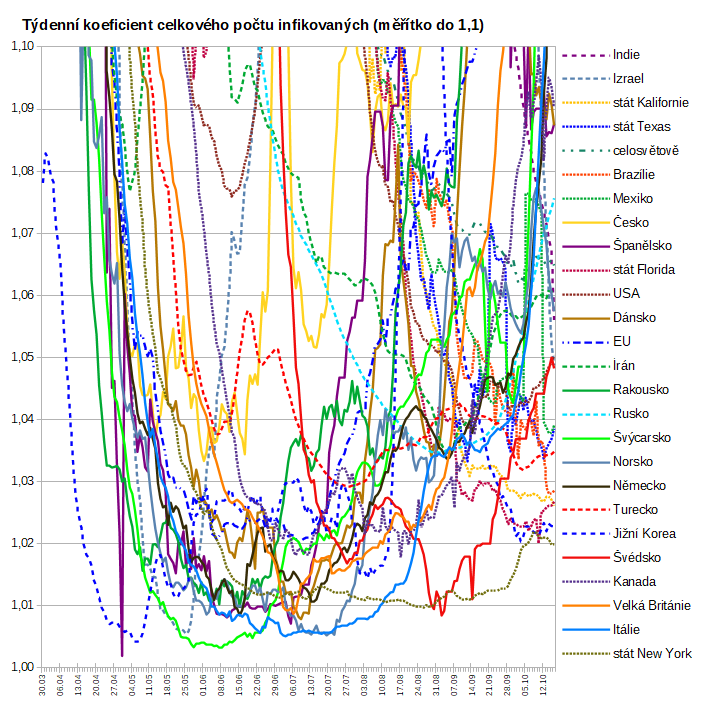 Týdenní koeficient celkového počtu infikovaných (měřítko do 1,1)
1,10
1,09
1,08
1,07
1,06
1,05
1,04
1,03
1,02
1,01
1,00
30.03
06.04
13.04
20.04
27.04
04.05
11.05
18.05
25.05
01.06
08.06
15.06
22.06
29.06
06.07
13.07
20.07
27.07
03.08
10.08
17.08
24.08
31.08
07.09
14.09
21.09
28.09
05.10
12.10
Indie
Izrael
stát Kalifornie
stát Texas
celosvětově
Brazílie
Mexiko
Česko
Španělsko
stát Florida
USA
Dánsko
EU
Írán
Rakousko
Rusko
Švýcarsko
Norsko
Německo
Turecko
Jižní Korea
Švédsko
Kanada
Velká Británie
Itálie
stát New York